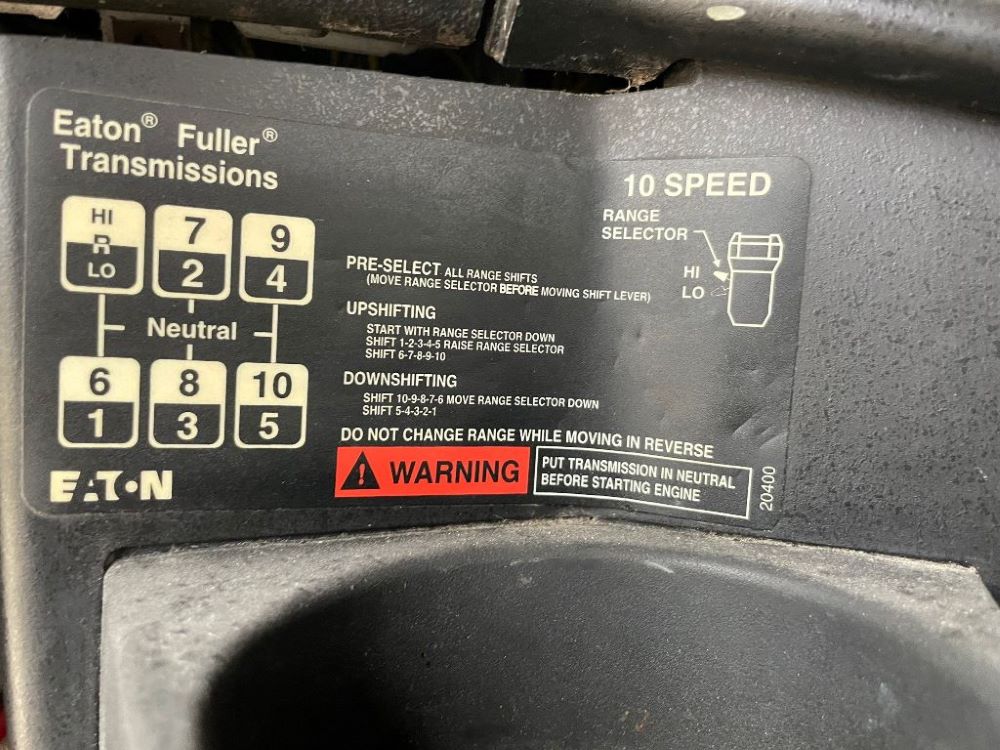 Eaton® Fuller®
Transmissions
10 SPEED
RANGE
SELECTOR
HI
LO
HI
R
LO
7
2
9
4
Neutral
6
1
8
3
10
5
PRE-SELECT ALL RANGE SHIFTS
(MOVE RANGE SELECTOR BEFORE MOVING SHIFT LEVER)
UPSHIFTING
START WITH RANGE SELECTOR DOWN
SHIFT 1-2-3-4-5 RAISE RANGE SELECTOR
SHIFT 6-7-8-9-10
DOWNSHIFTING
SHIFT 10-9-8-7-6 MOVE RANGE SELECTOR DOWN
SHIFT 5-4-3-2-1
DO NOT CHANGE RANGE WHILE MOVING IN REVERSE
WARNING
PUT TRANSMISSION IN NEUTRAL
BEFORE STARTING ENGINE
20400
EATON